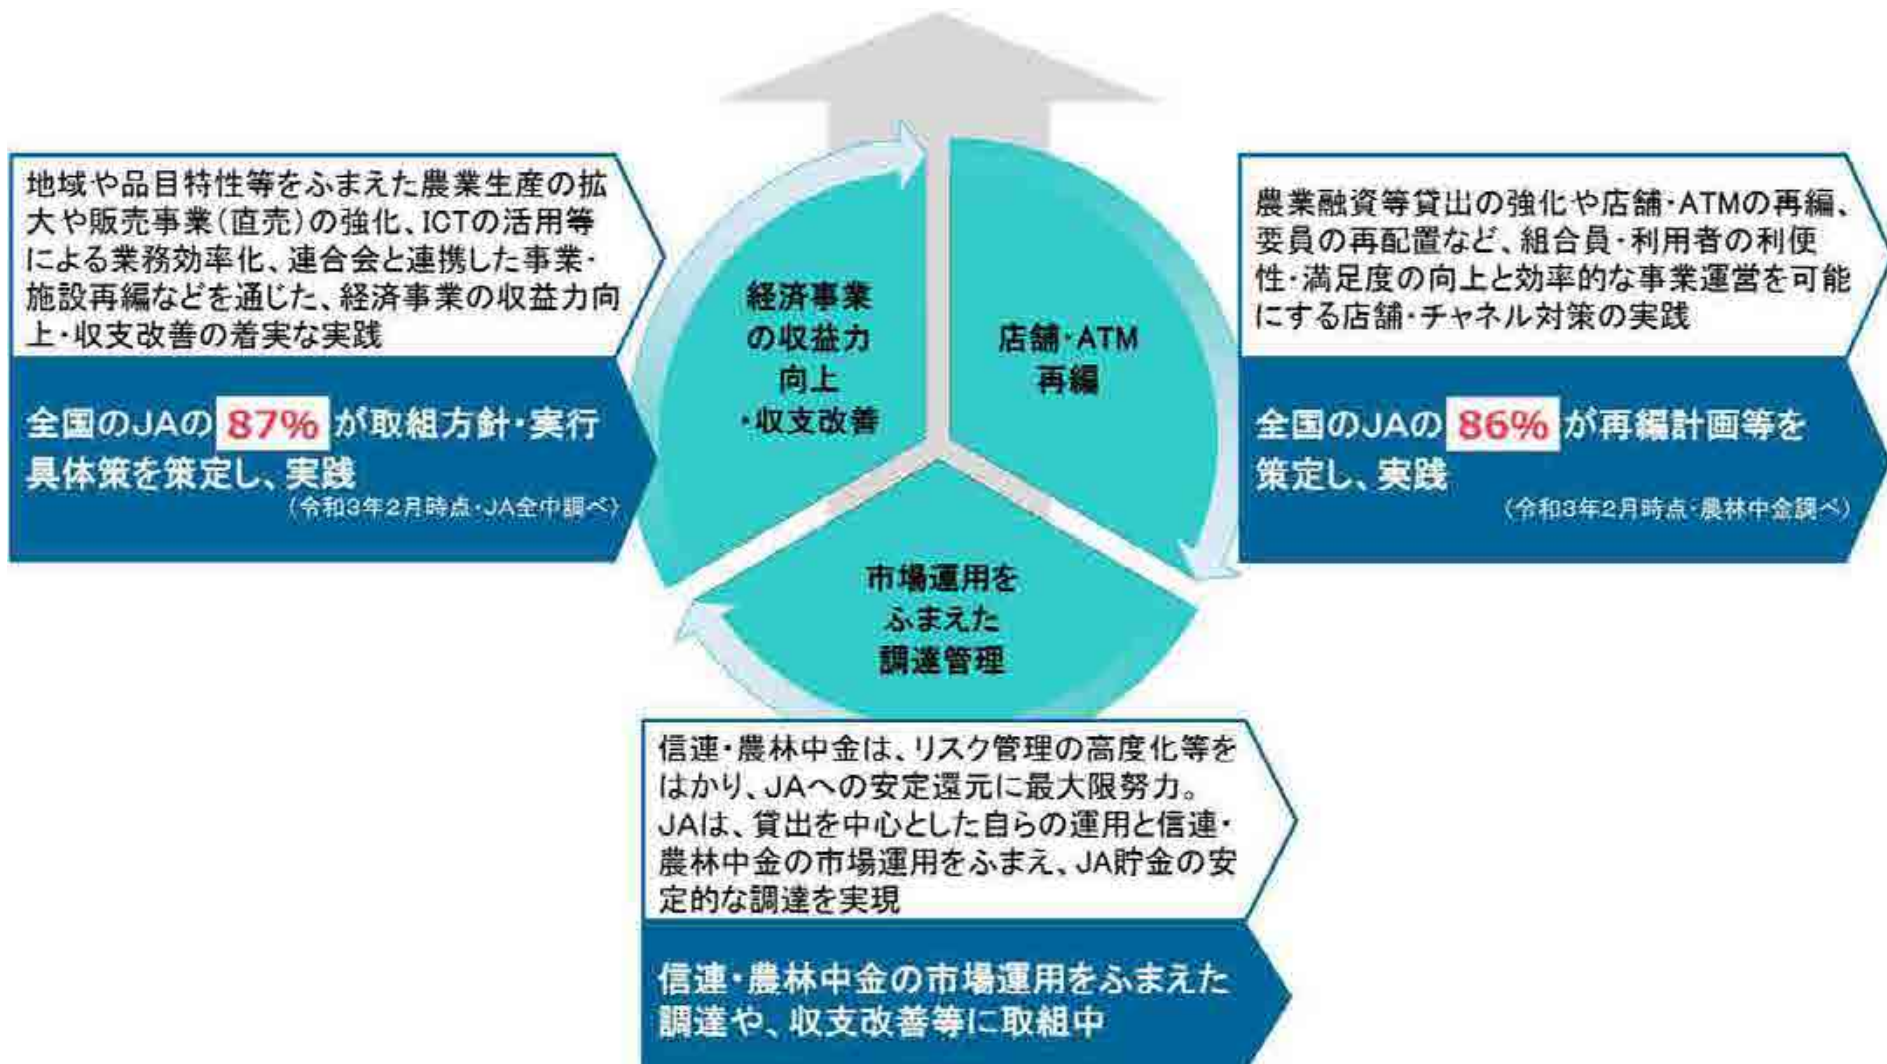 地域や品目特性等をふまえた農業生産の拡
大や販売事業(直売)の強化、ICTの活用等
による業務効率化、連合会と連携した事業・
施設再編などを通じた、経済事業の収益力向
上・収支改善の着実な実践
全国のJAの 87% が取組方針・実行
具体策を策定し、実践
(令和3年2月時点・JA全中調べ)
経済事業
の収益力
向上
・収支改善
店舗・ATM
再編
農業融資等貸出の強化や店舗・ATMの再編、
要員の再配置など、組合員・利用者の利便
性・満足度の向上と効率的な事業運営を可能
にする店舗・チャネル対策の実践
全国のJAの 86% が再編計画等を
策定し、実践
(令和3年2月時点・農林中金調べ)
市場運用を
ふまえた
調達管理
信連・農林中金は、リスク管理の高度化等を
はかり、JAへの安定還元に最大限努力。
JAは、貸出を中心とした自らの運用と信連・
農林中金の市場運用をふまえ、JA貯金の安
定的な調達を実現
信連・農林中金の市場運用をふまえた
調達や、収支改善等に取組中